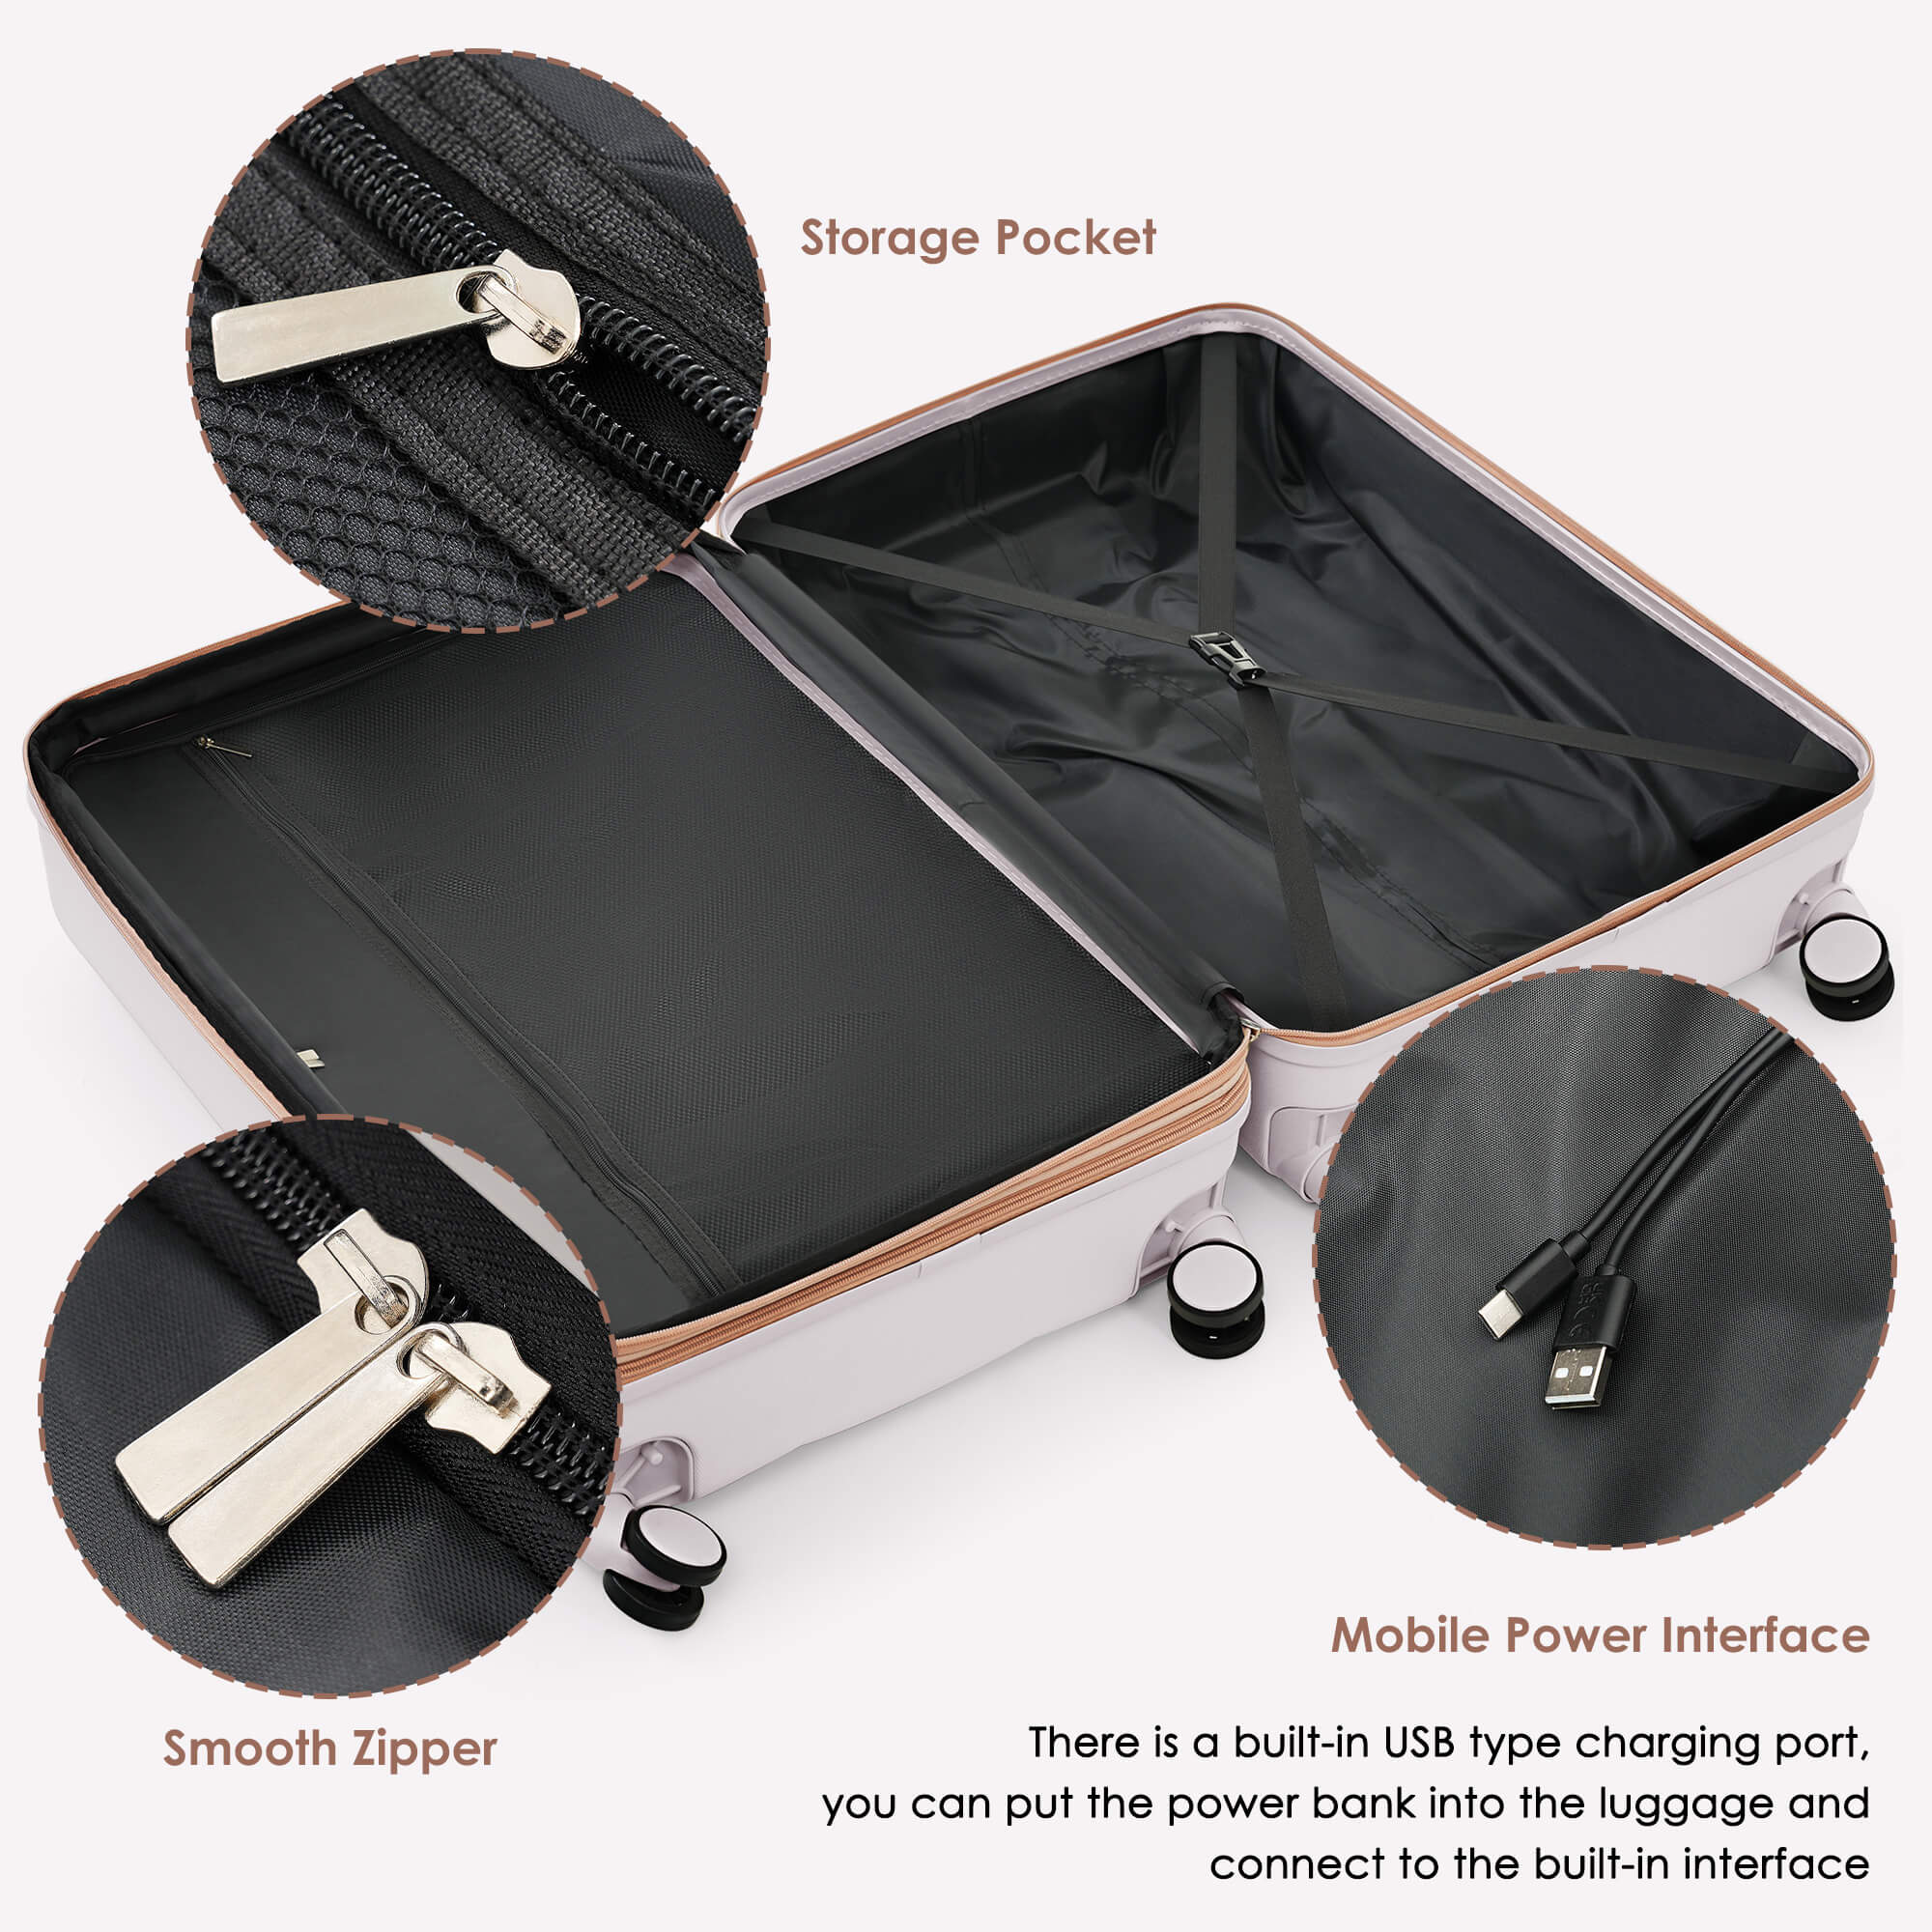 Storage Pocket
Smooth Zipper
Mobile Power Interface
There is a built-in USB type charging port,
you can put the power bank into the luggage and
connect to the built-in interface